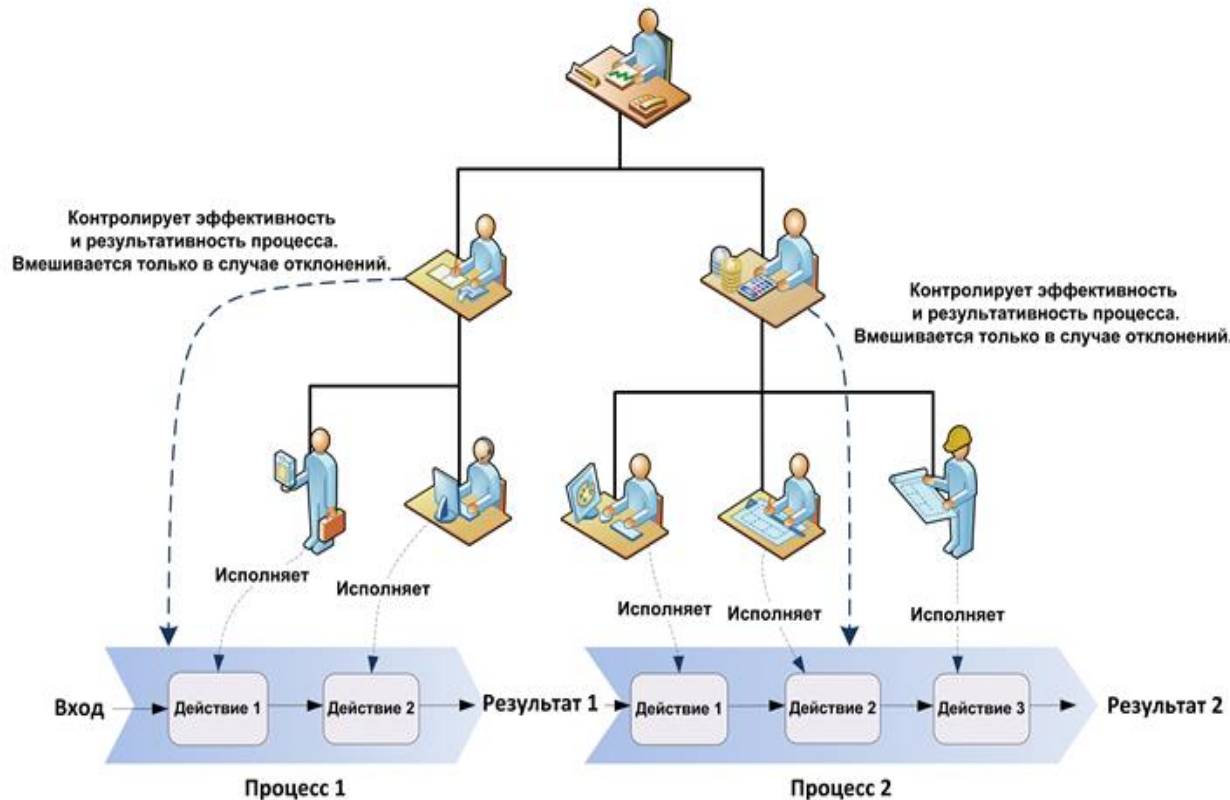 Контролирует эффективность
и результативность процесса.
Вмешивается только в случае отклонений.
Контролирует эффективность
и результативность процесса.
Вмешивается только в случае отклонений.
Исполняет
Исполняет
Исполняет
Исполняет
Исполняет
Вход
Действие 1
Действие 2
Результат 1
Действие 1
Действие 2
Действие 3
Результат 2
Процесс 1
Процесс 2